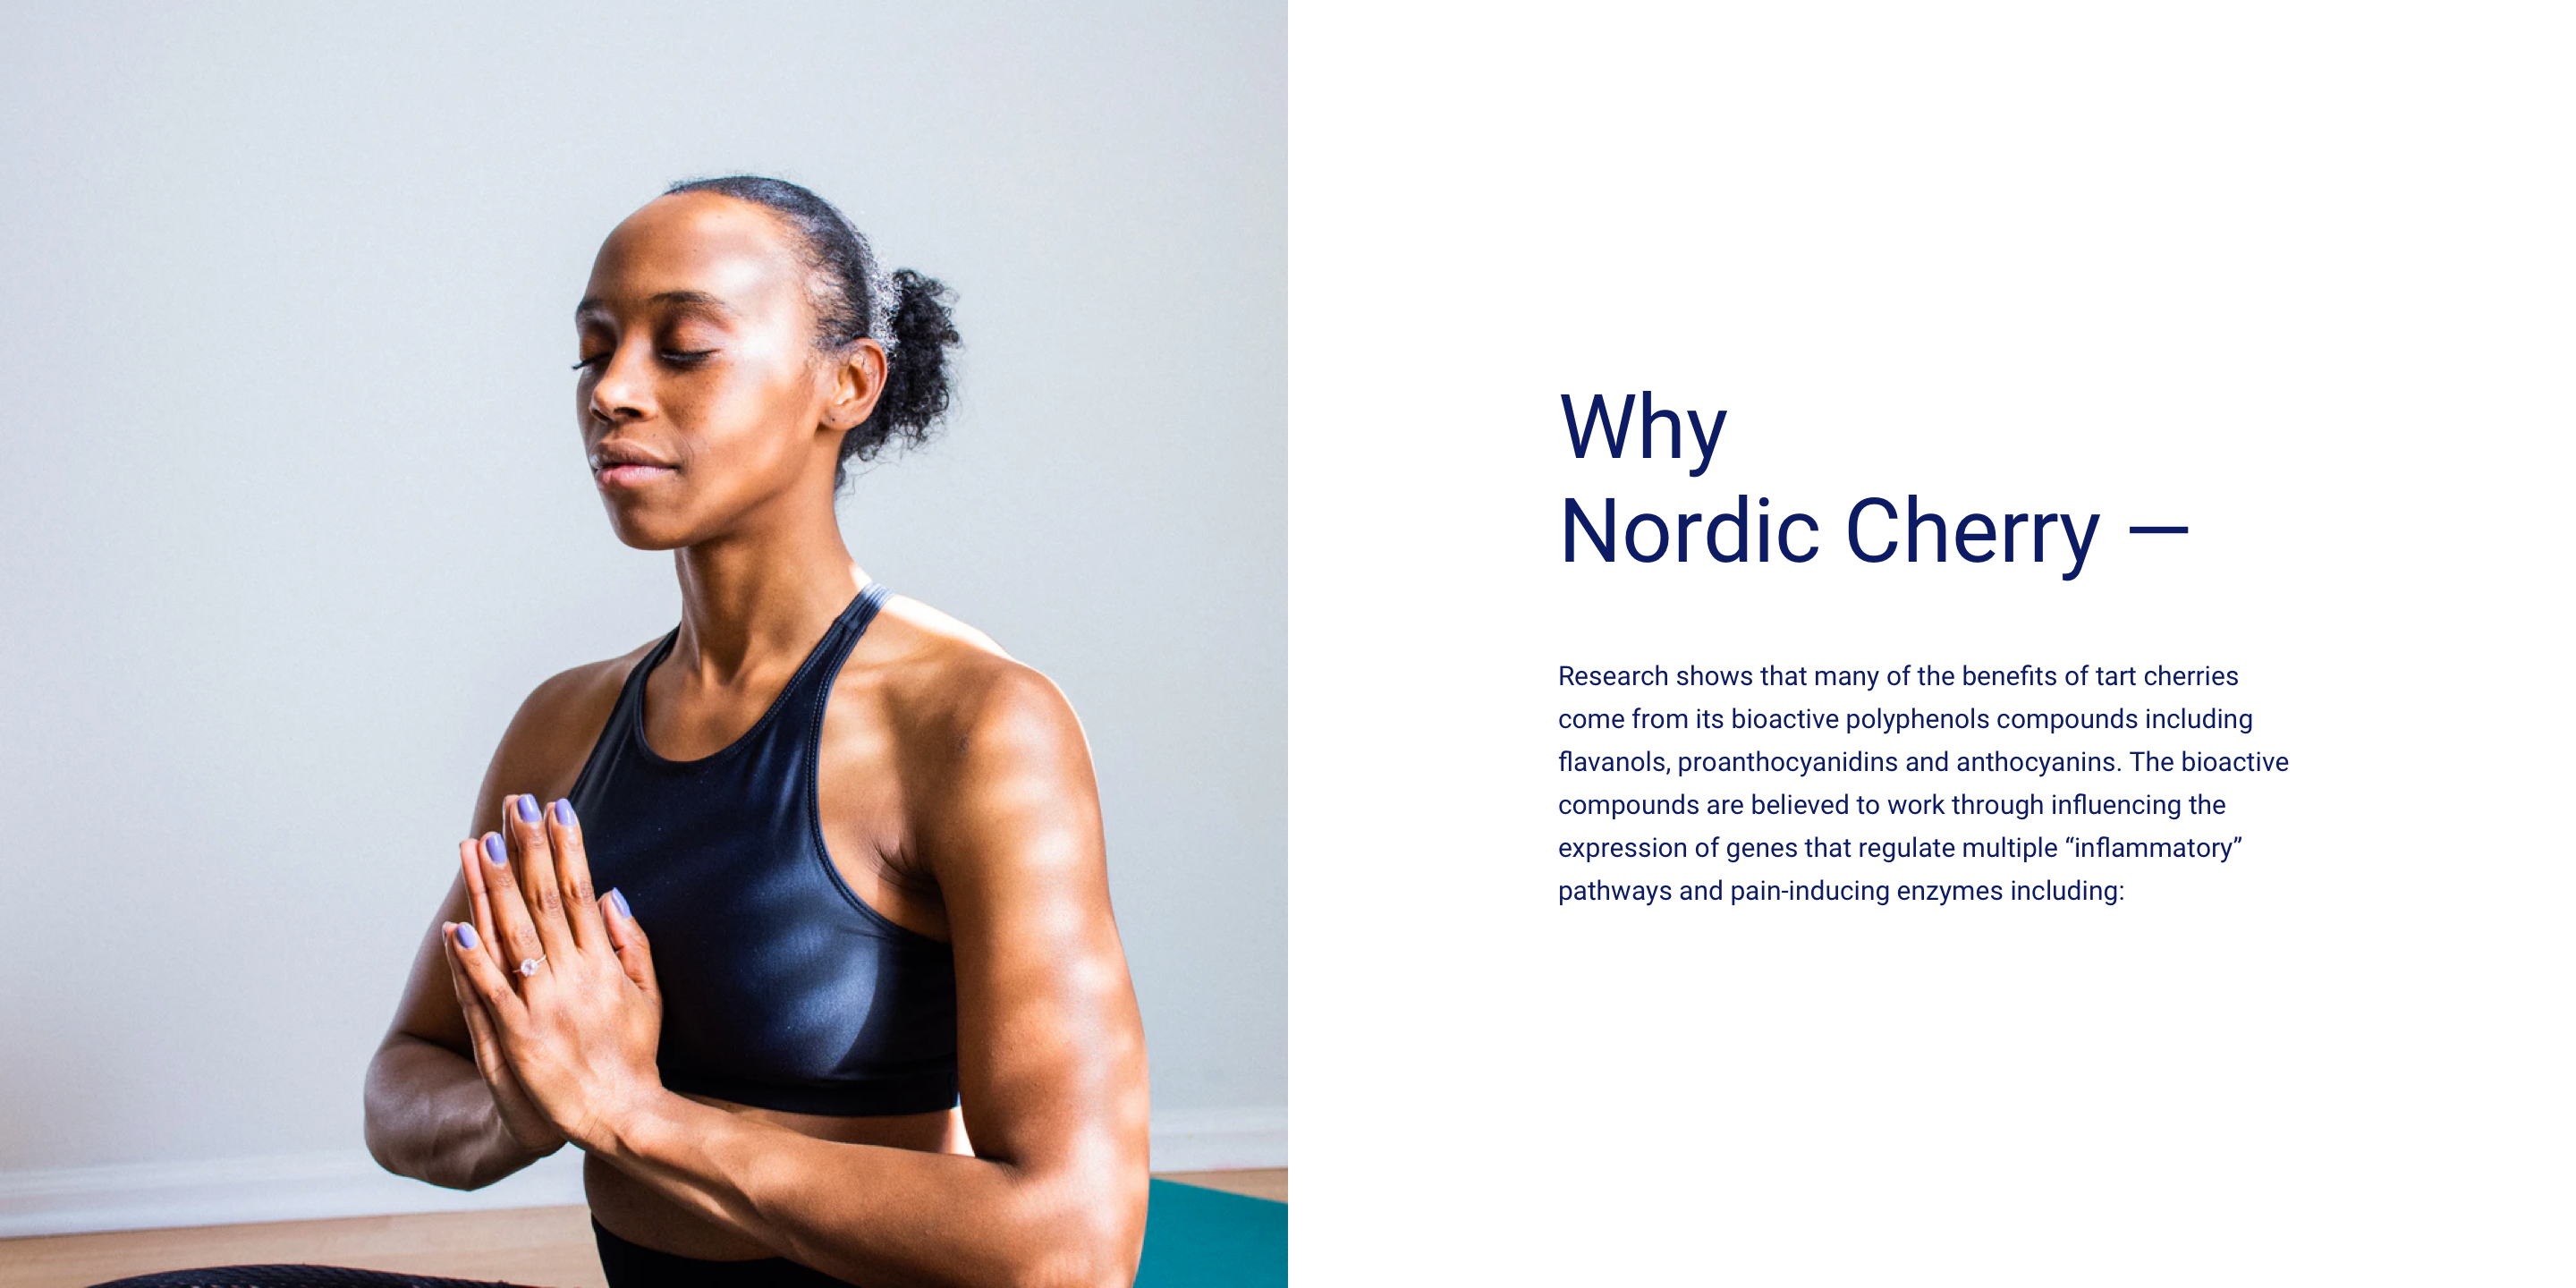 Why
Nordic Cherry —
Research shows that many of the benefits of tart cherries
come from its bioactive polyphenols compounds including
flavanols, proanthocyanidins and anthocyanins. The bioactive
compounds are believed to work through influencing the
expression of genes that regulate multiple “inflammatory”
pathways and pain-inducing enzymes including: